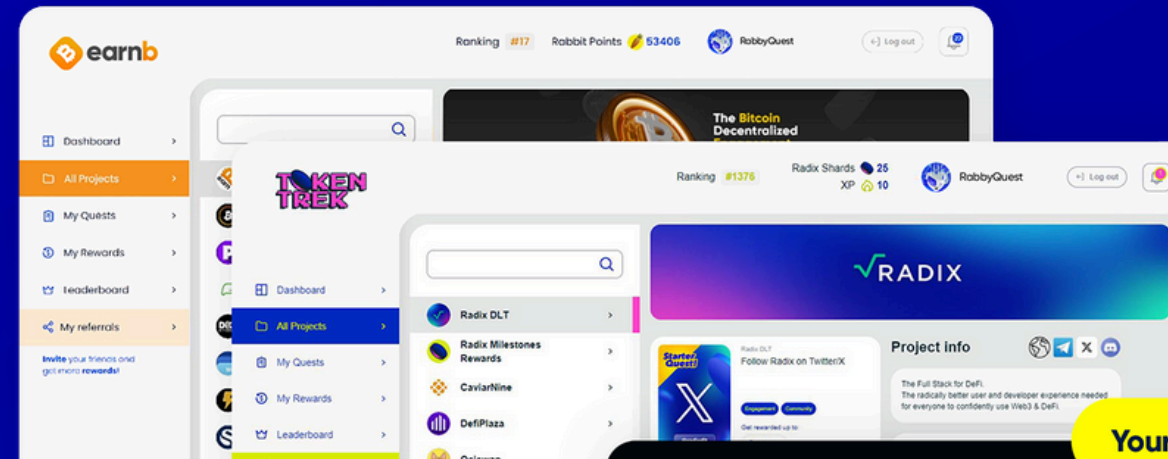 earnb
Ranking #17 Rabbit Points 53406 RabbyQuest Log out
Dashboard
All Projects
My Quests
My Rewards
Leaderboard
My referrals
Invite your friends and
get more rewards!
The Bitcoin
Decentralized
TOKEN
TREK
Ranking #1376
Radix Shards 25
XP 10
RabbyQuest
Log out
Dashboard
All Projects
My Quests
My Rewards
Leaderboard
Radix DLT
Radix Milestones
Rewards
CaviarNine
DefiPlaza
RADIX
Starter
Quest!
Radix DLT
Follow Radix on Twitter/X
Engagement Community
Get rewarded up to
Project info
The Full Stack for DeFi.
The radically better user and developer experience needed
for everyone to confidently use Web3 & DeFi.
Your